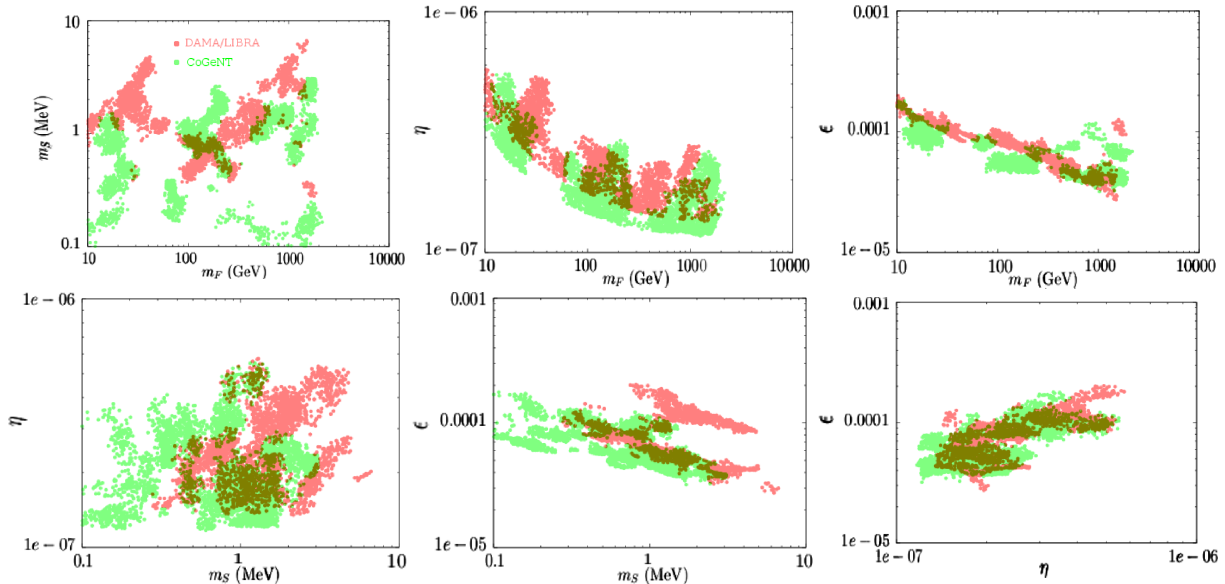 10
DAMA/LIBRA
CoGeNT
1
0.1
m_S (MeV)
10 100 1000 10000
m_F (GeV)
1e−06
η
1e−07
10 100 1000 10000
m_F (GeV)
0.001
ϵ 0.0001
1e−05
10 100 1000 10000
m_F (GeV)
1e−06
η
1e−07
0.1 1 10
m_S (MeV)
0.001
ϵ 0.0001
1e−05
0.1 1 10
m_S (MeV)
0.001
ϵ 0.0001
1e−05
1e−07 1e−06
η